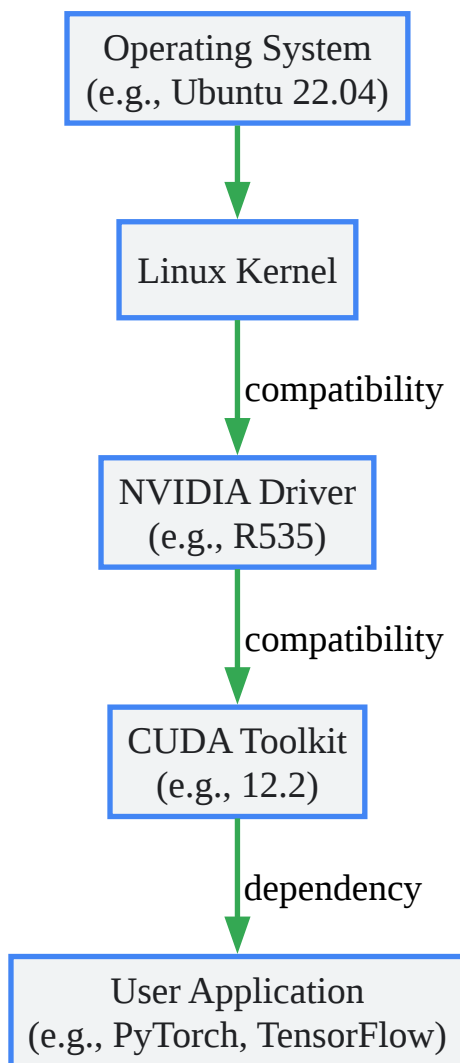 Operating System
(e.g., Ubuntu 22.04)
Linux Kernel
compatibility
NVIDIA Driver
(e.g., R535)
compatibility
CUDA Toolkit
(e.g., 12.2)
dependency
User Application
(e.g., PyTorch, TensorFlow)